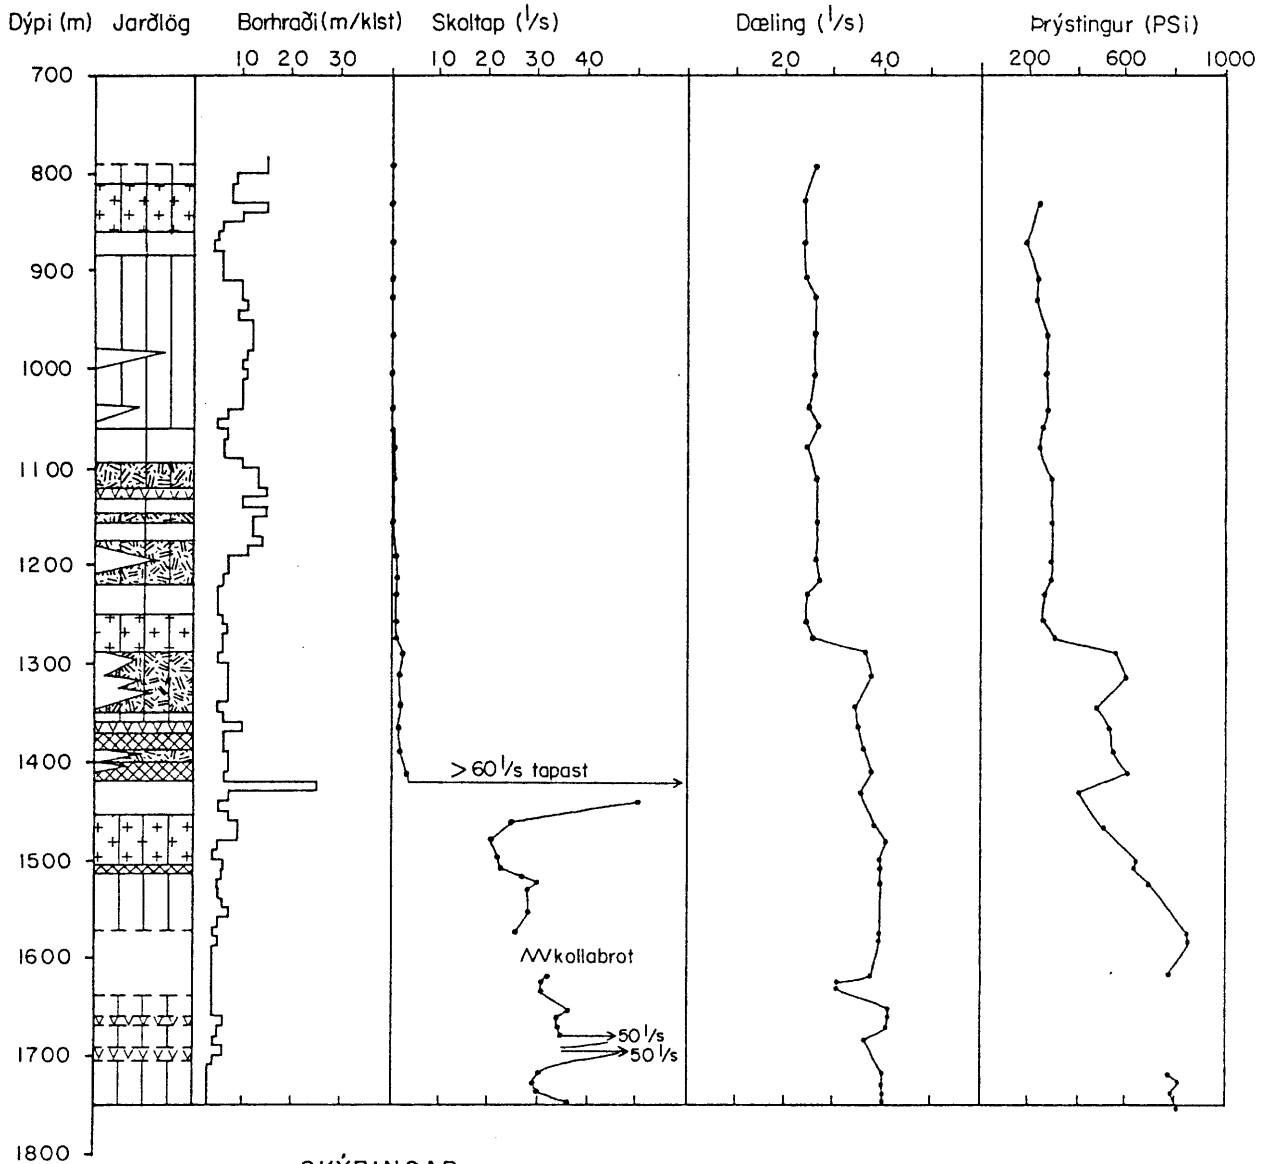 Dýpi (m) Jarðlög Borhraði (m/klst) Skoltap (l/s) Dæling (l/s) Þrýstingur (PSi)
10 20 30 10 20 30 40 20 40 200 600 1000
700
800
900
1000
1100
1200
1300
1400
> 60 l/s tapast
1500
1600
kollabrot
50 l/s
1700
50 l/s
1800